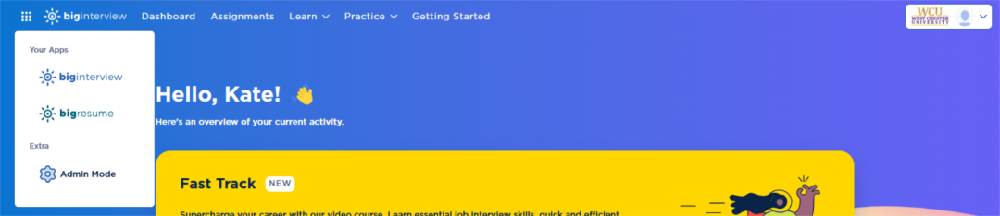 biginterview Dashboard Assignments Learn Practice Getting Started
WCU
WEST CHESTER
UNIVERSITY
Your Apps
biginterview
bigresume
Extra
Admin Mode
Hello, Kate!
Here's an overview of your current activity.
Fast Track NEW
Supercharge your career with our video course. Learn essential job interview skills, quick and efficient.